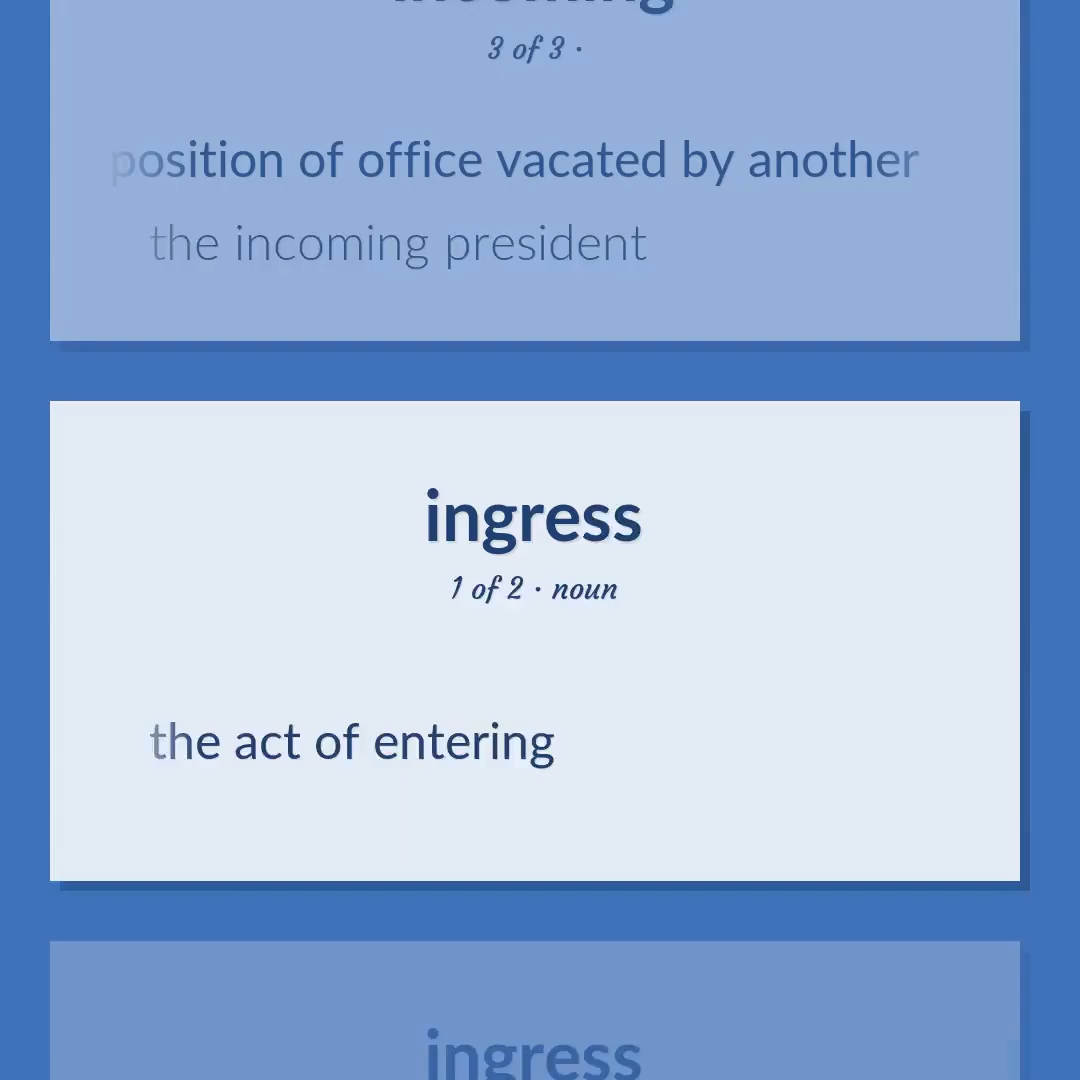 incoming
3 of 3 ·
position of office vacated by another
the incoming president
ingress
1 of 2 · noun
the act of entering
ingress